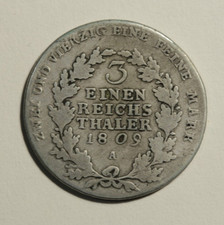 ZWEI UND VIERZIG EINE FEINE MARK
3
EINEN
REICHS
THALER
1809
A